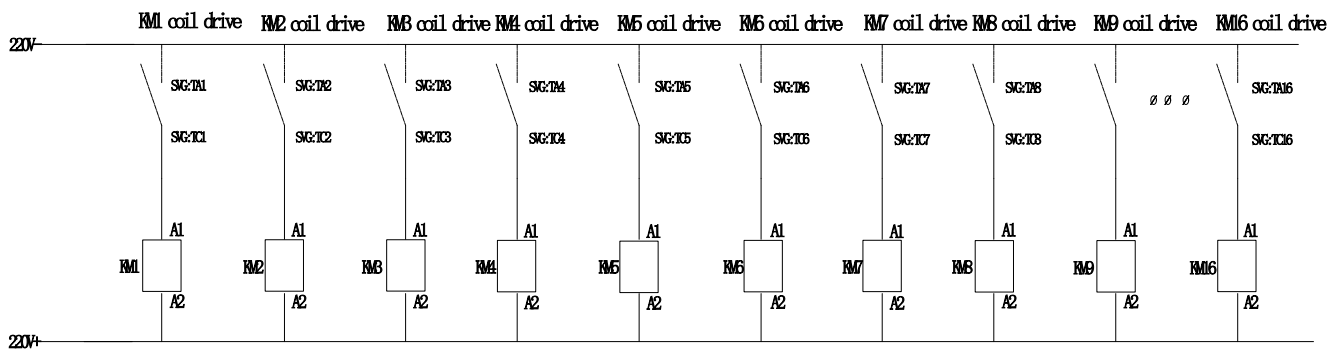 KM1 coil drive KM2 coil drive KM3 coil drive KM4 coil drive KM5 coil drive KM6 coil drive KM7 coil drive KM8 coil drive KM9 coil drive KM16 coil drive
220V-
SVG:TA1 SVG:TA2 SVG:TA3 SVG:TA4 SVG:TA5 SVG:TA6 SVG:TA7 SVG:TA8 SVG:TA16
ø ø ø
SVG:TC1 SVG:TC2 SVG:TC3 SVG:TC4 SVG:TC5 SVG:TC6 SVG:TC7 SVG:TC8 SVG:TC16
A1 A1 A1 A1 A1 A1 A1 A1 A1 A1
KM1 KM2 KM3 KM4 KM5 KM6 KM7 KM8 KM9 KM16
A2 A2 A2 A2 A2 A2 A2 A2 A2 A2
220V+